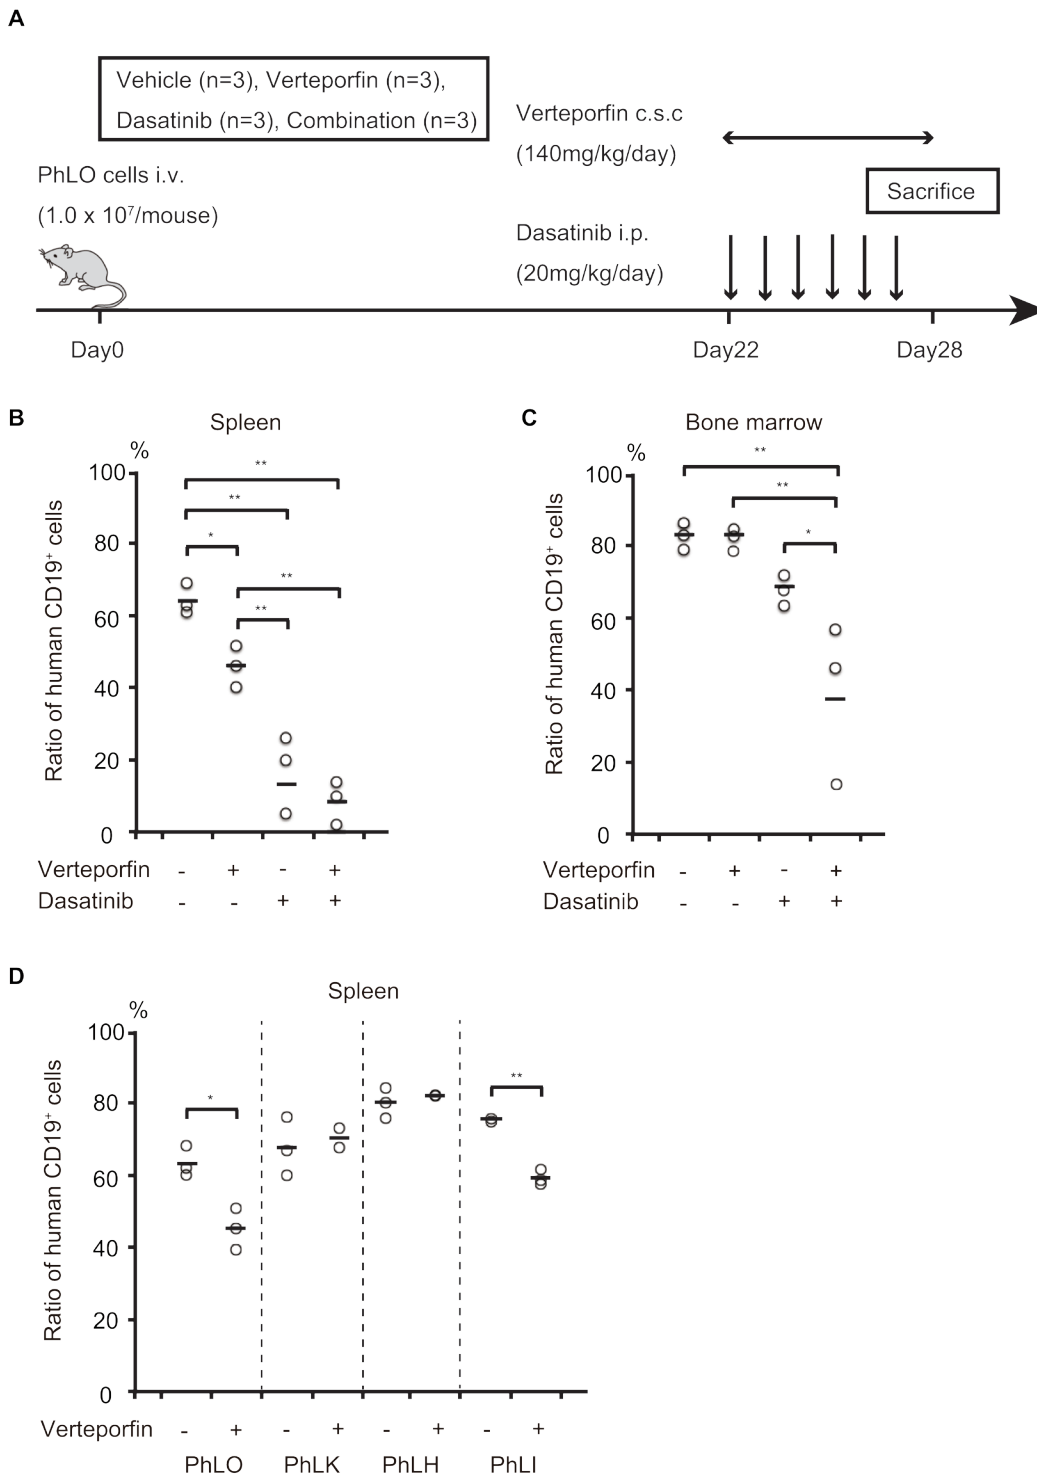 A
Vehicle (n=3), Verteporfin (n=3),
Dasatinib (n=3), Combination (n=3)
PhLO cells i.v.
(1.0 x 10⁷/mouse)
Verteporfin c.s.c
(140mg/kg/day)
Sacrifice
Dasatinib i.p.
(20mg/kg/day)
Day0
Day22
Day28
B
Spleen
%
Ratio of human CD19⁺ cells
100
80
60
40
20
0
**
**
*
**
**
Verteporfin - + - +
Dasatinib - - + +
C
Bone marrow
%
Ratio of human CD19⁺ cells
100
80
60
40
20
0
**
**
*
Verteporfin - + - +
Dasatinib - - + +
D
Spleen
%
Ratio of human CD19⁺ cells
100
80
60
40
20
0
*
**
Verteporfin - + - + - + - +
PhLO PhLK PhLH PhLI